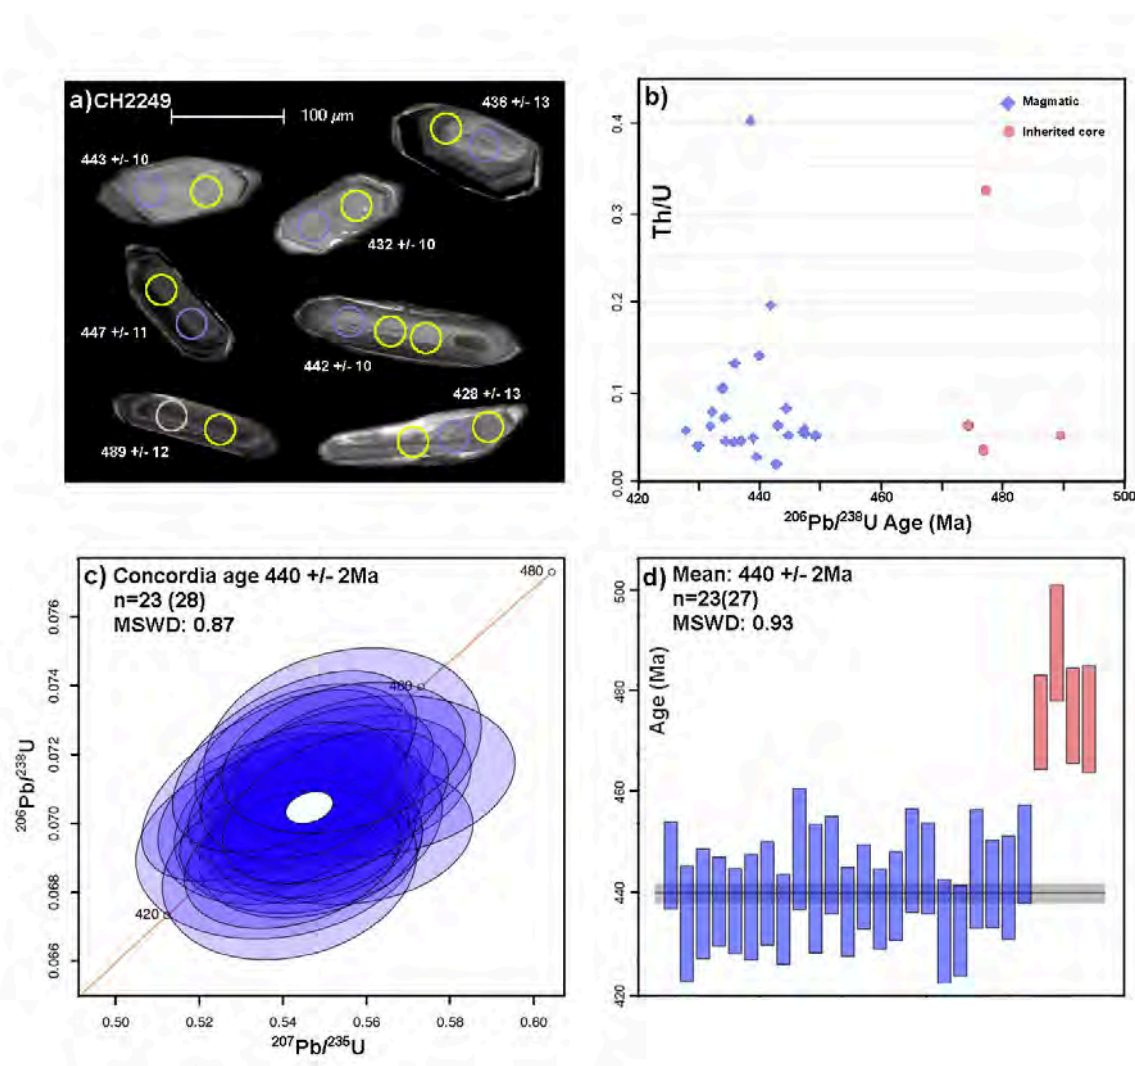 a)CH2249
100 µm
436 +/- 13
443 +/- 10
432 +/- 10
447 +/- 11
442 +/- 10
428 +/- 13
489 +/- 12
b)
Magmatic
Inherited core
Th/U
0.4
0.3
0.2
0.1
0.00
420
440
460
480
500
206Pb/238U Age (Ma)
c) Concordia age 440 +/- 2Ma
n=23 (28)
MSWD: 0.87
480
460
420
206Pb/238U
0.076
0.074
0.072
0.070
0.068
0.066
0.50
0.52
0.54
0.56
0.58
0.60
207Pb/235U
d) Mean: 440 +/- 2Ma
n=23(27)
MSWD: 0.93
Age (Ma)
500
480
460
440
420